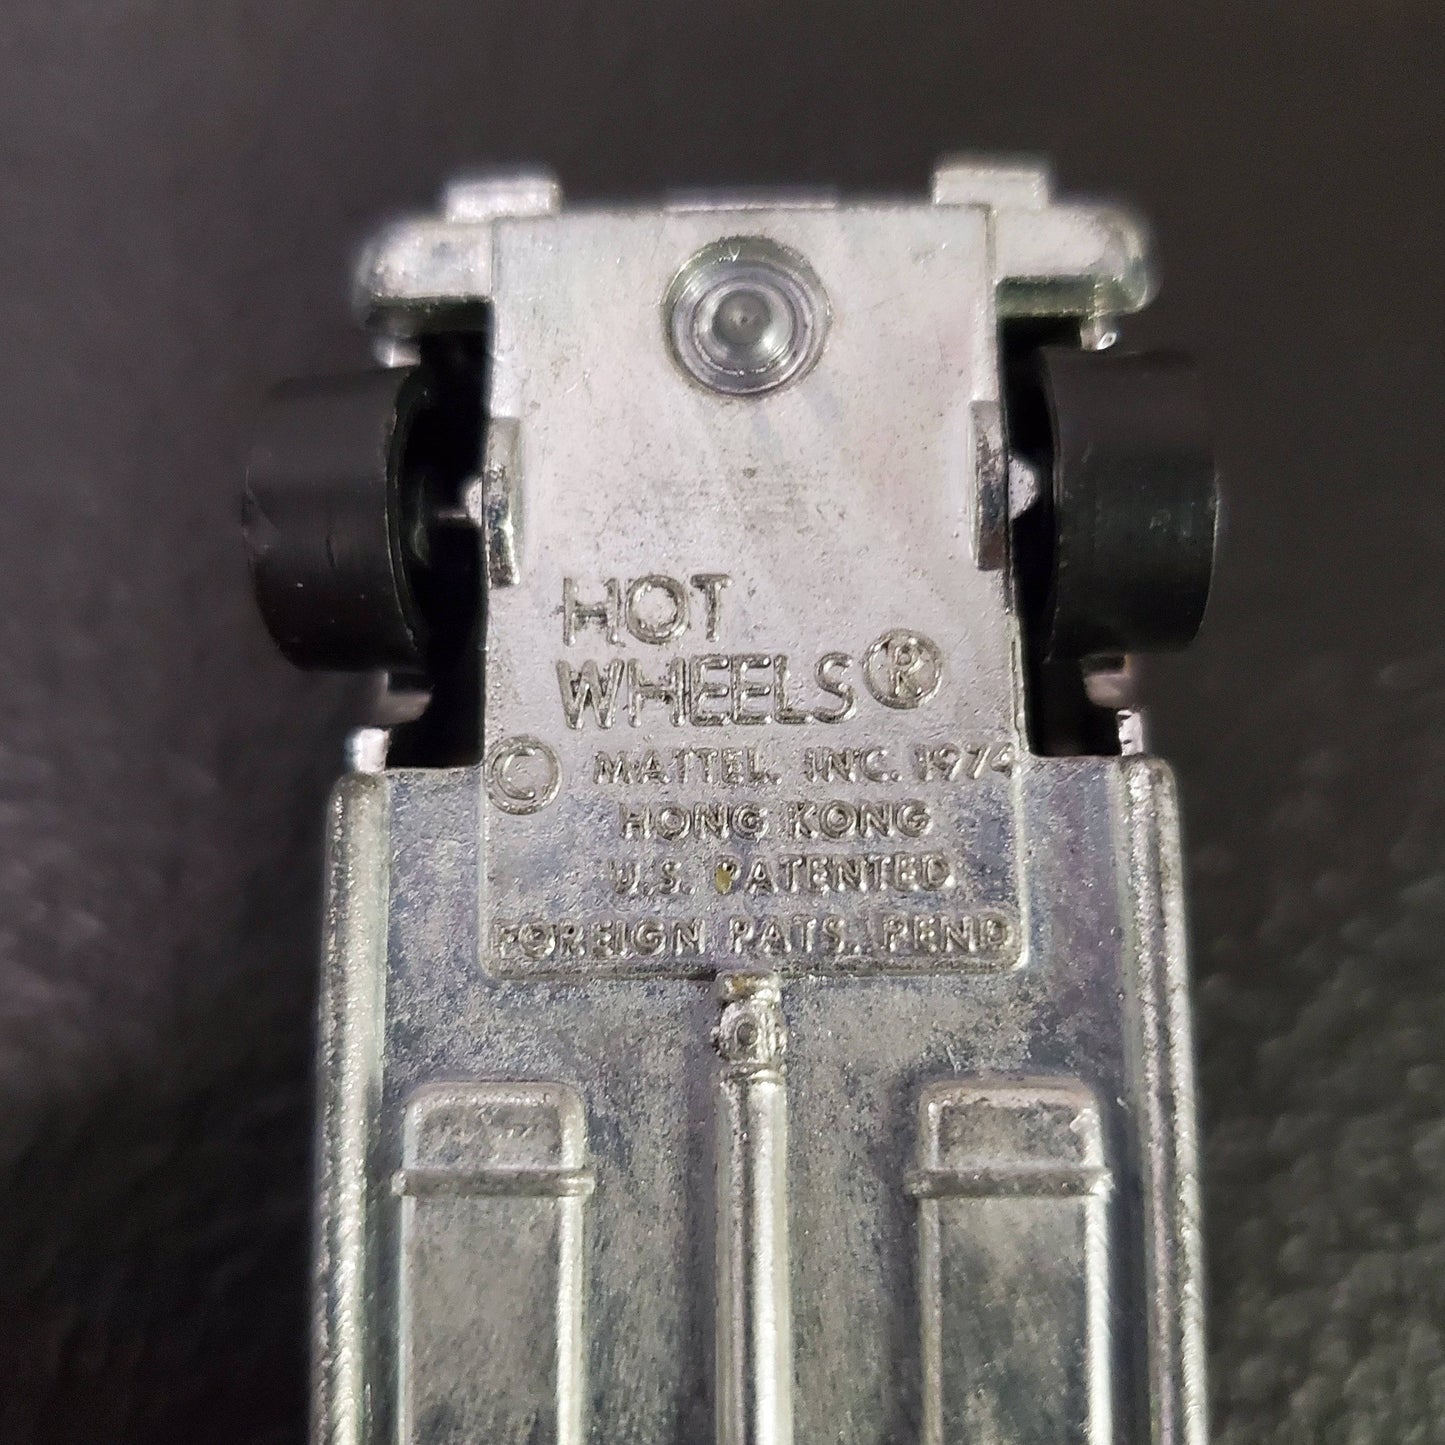 HOT
WHEELS®
© MATTEL, INC. 1974
HONG KONG
U.S. PATENTED
FOREIGN PATS. PEND